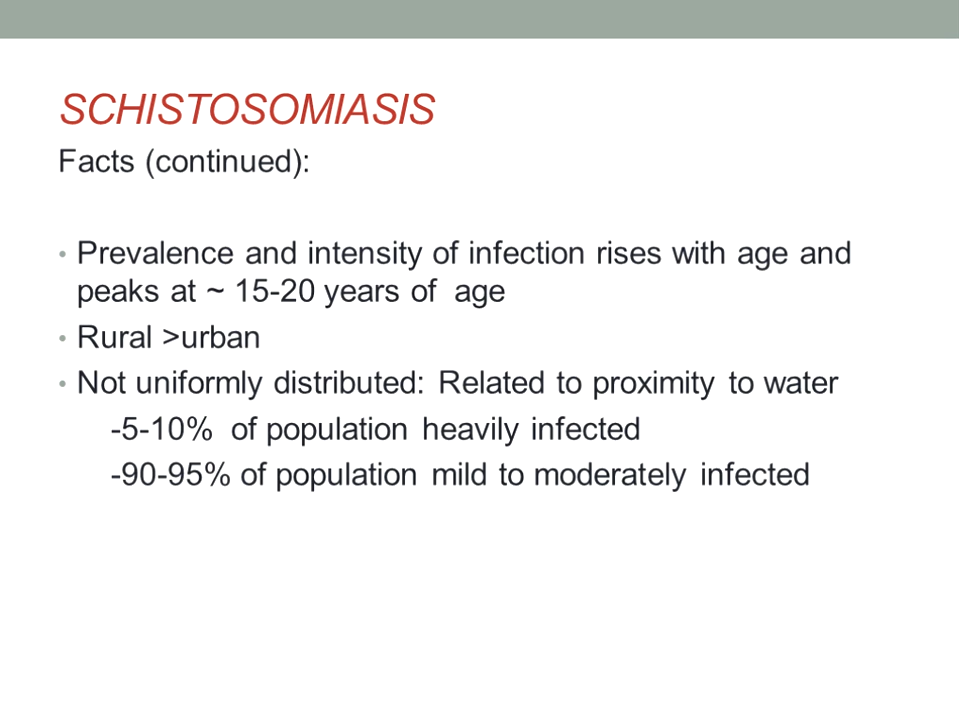 SCHISTOSOMIASIS
Facts (continued):
• Prevalence and intensity of infection rises with age and
peaks at ~ 15-20 years of age
• Rural >urban
• Not uniformly distributed: Related to proximity to water
-5-10% of population heavily infected
-90-95% of population mild to moderately infected